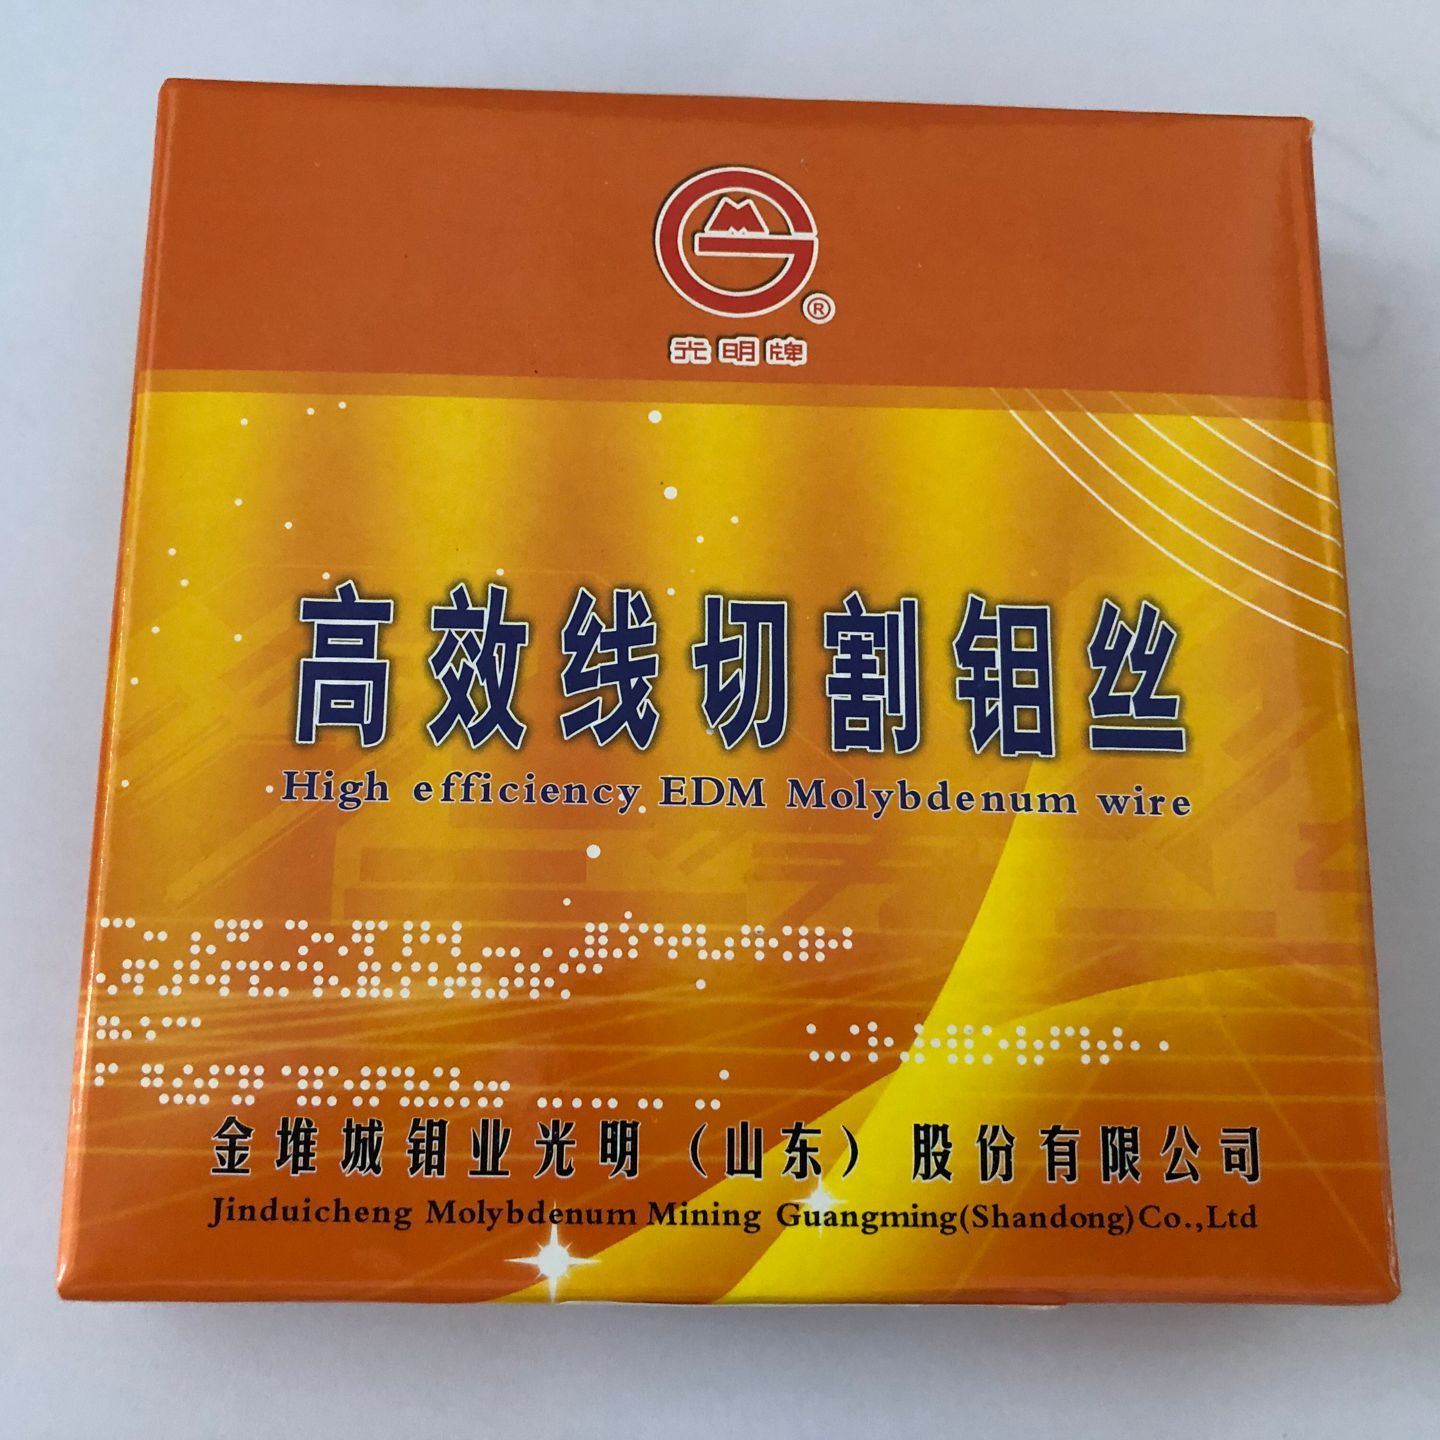 ®
光明牌
高效线切割钼丝
High efficiency EDM Molybdenum wire
金堆城钼业光明（山东）股份有限公司
Jinduicheng Molybdenum Mining Guangming(Shandong)Co.,Ltd